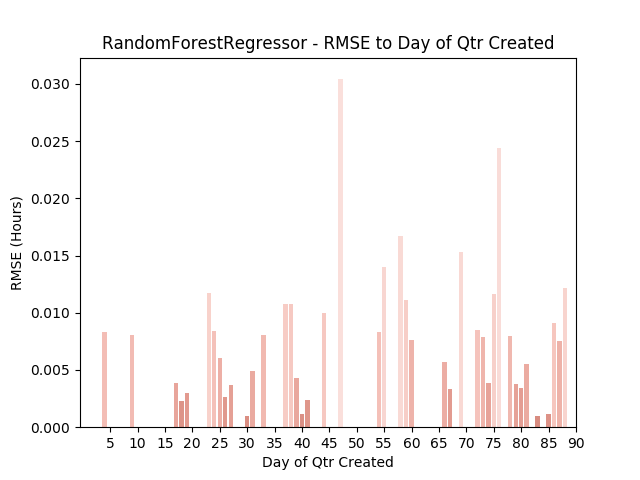 RandomForestRegressor - RMSE to Day of Qtr Created
0.030
0.025
0.020
0.015
0.010
0.005
0.000
RMSE (Hours)
5 10 15 20 25 30 35 40 45 50 55 60 65 70 75 80 85 90
Day of Qtr Created